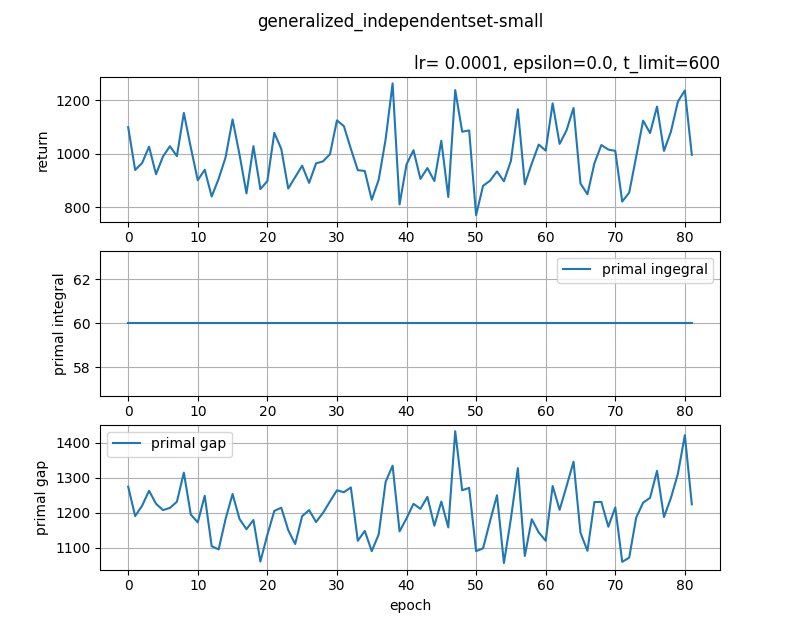 generalized_independentset-small
lr= 0.0001, epsilon=0.0, t_limit=600
return
1200
1000
800
0 10 20 30 40 50 60 70 80
primal integral
62
60
58
primal ingegral
0 10 20 30 40 50 60 70 80
primal gap
1400
1300
1200
1100
primal gap
0 10 20 30 40 50 60 70 80
epoch